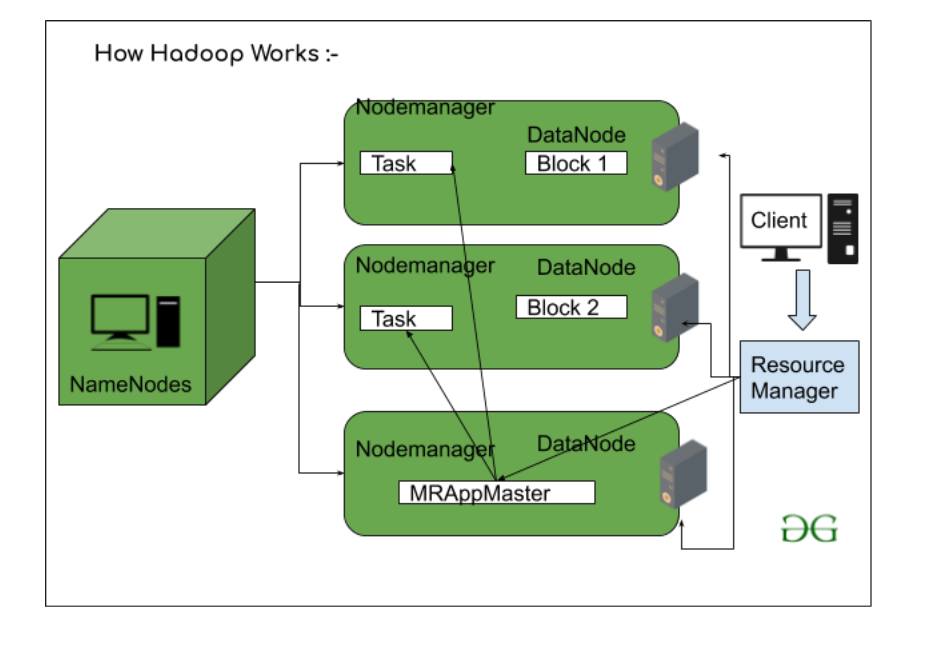 How Hadoop Works :-
Nodemanager
DataNode
Task
Block 1
Client
Nodemanager
DataNode
Task
Block 2
NameNodes
Resource
Manager
Nodemanager
DataNode
MRAppMaster